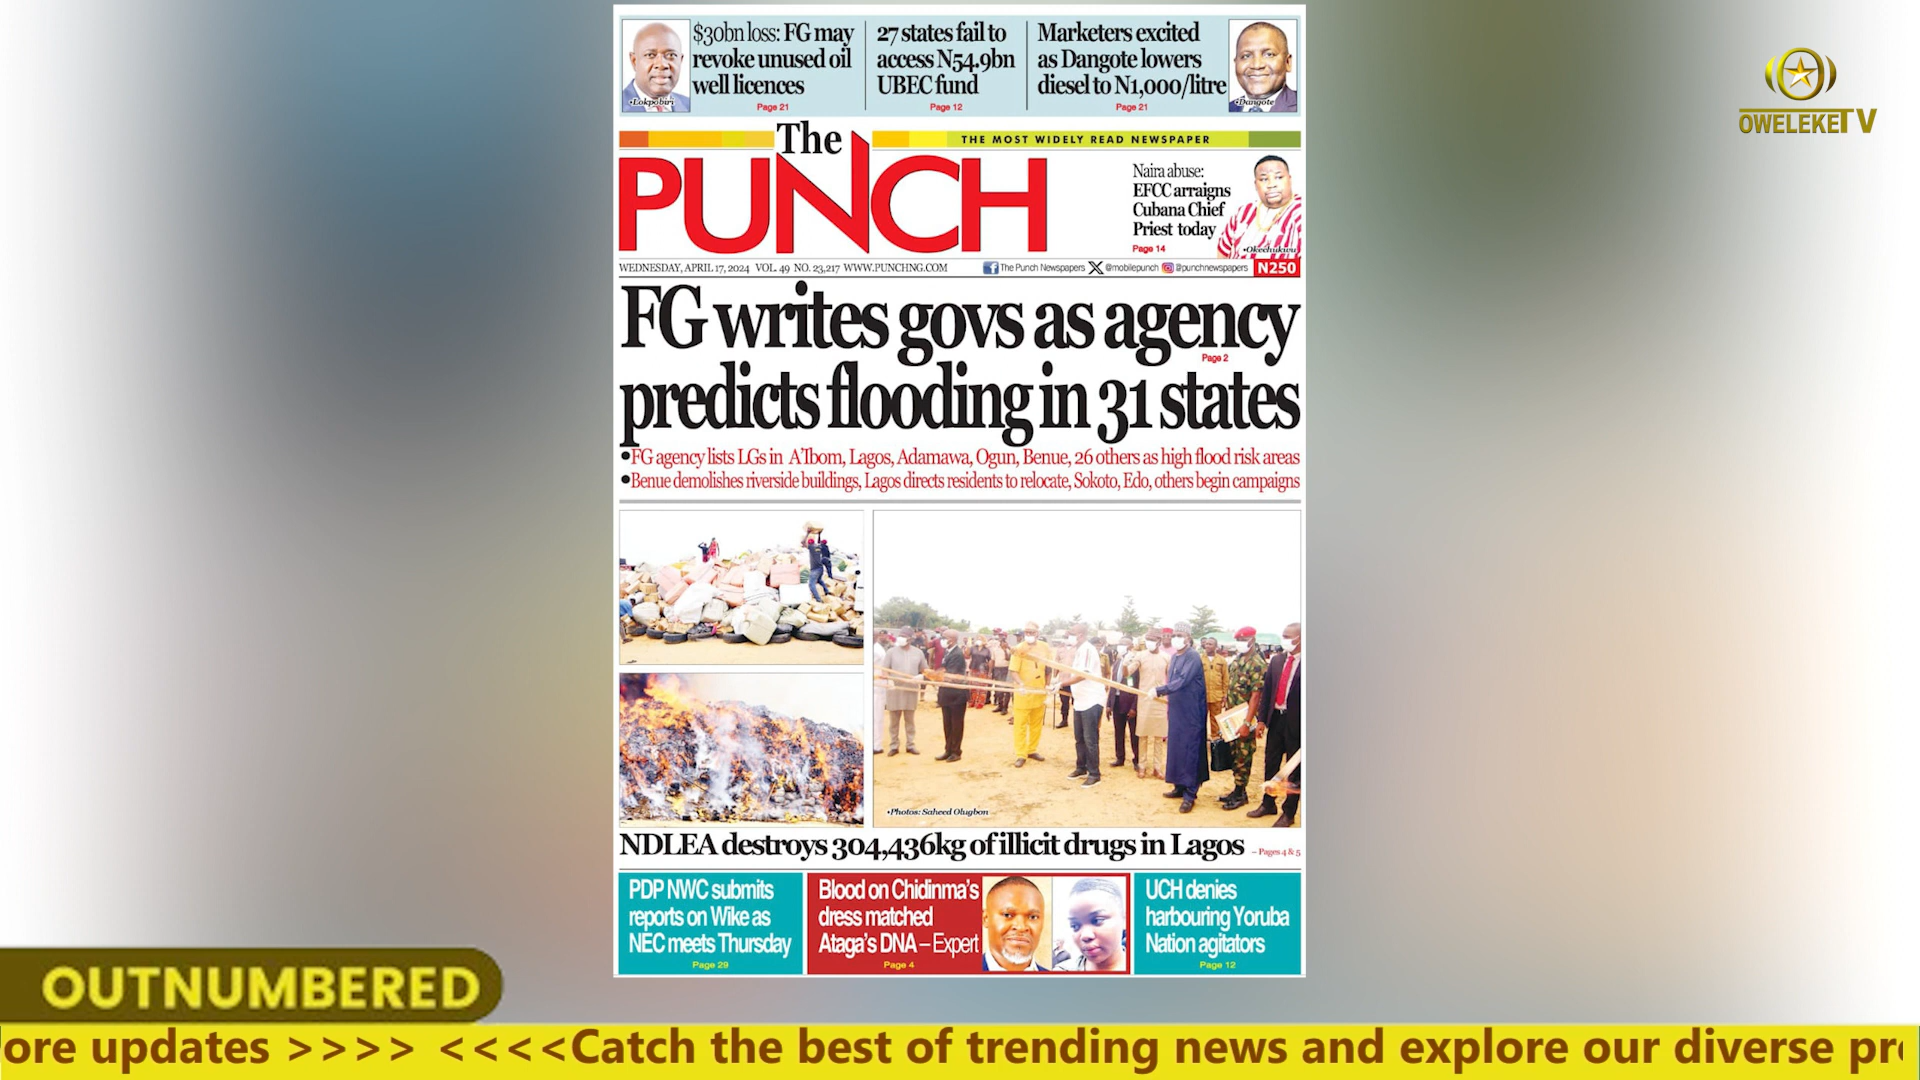 $30bn loss: FG may
revoke unused oil
well licences
Page 21
•Lokpobiri
27 states fail to
access N54.9bn
UBEC fund
Page 12
Marketers excited
as Dangote lowers
diesel to N1,000/litre
Page 21
•Dangote
OWELEKETV
THE MOST WIDELY READ NEWSPAPER
The
PUNCH
Naira abuse:
EFCC arraigns
Cubana Chief
Priest today
Page 14
•Okechukwu
WEDNESDAY, APRIL 17, 2024 VOL. 49 NO. 23,217 WWW.PUNCHNG.COM
The Punch Newspapers @mobilepunch @punchnewspapers N250
FG writes govs as agency
Page 2
predicts flooding in 31 states
•FG agency lists LGs in A'Ibom, Lagos, Adamawa, Ogun, Benue, 26 others as high flood risk areas
•Benue demolishes riverside buildings, Lagos directs residents to relocate, Sokoto, Edo, others begin campaigns
•Photos: Saheed Olugbon
NDLEA destroys 304,436kg of illicit drugs in Lagos – Pages 4 & 5
PDP NWC submits
reports on Wike as
NEC meets Thursday
Page 29
Blood on Chidinma's
dress matched
Ataga's DNA – Expert
Page 4
UCH denies
harbouring Yoruba
Nation agitators
Page 12
OUTNUMBERED
ore updates >>>> <<<<Catch the best of trending news and explore our diverse pr